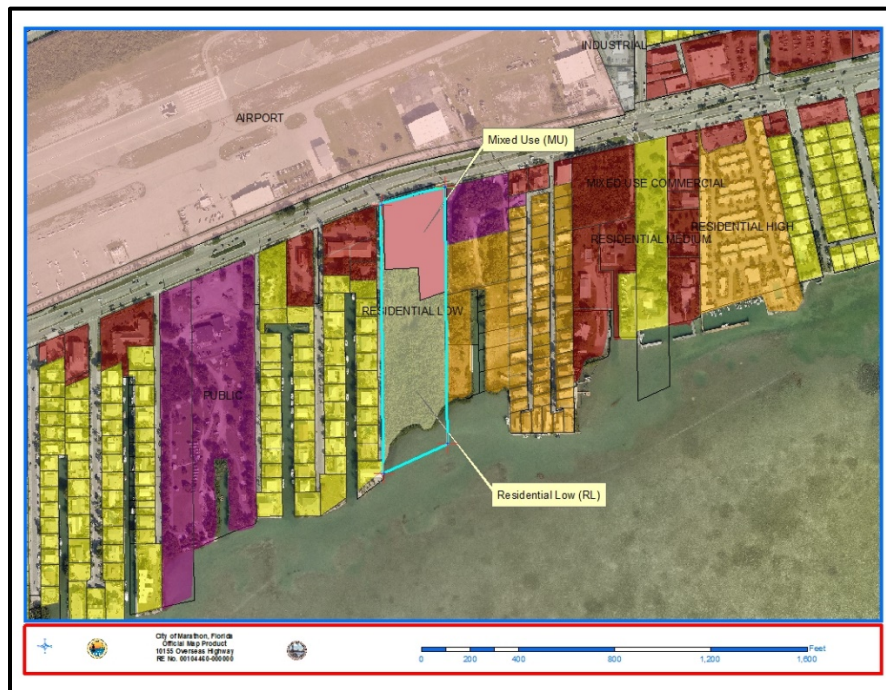 INDUSTRIAL
AIRPORT
Mixed Use (MU)
MIXED USE COMMERCIAL
RESIDENTIAL HIGH
RESIDENTIAL MEDIUM
RESIDENTIAL LOW
PUBLIC
Residential Low (RL)
City of Marathon, Florida
Official Map Product
10155 Overseas Highway
RE No. 00104460-000000
Feet
0 200 400 800 1,200 1,600